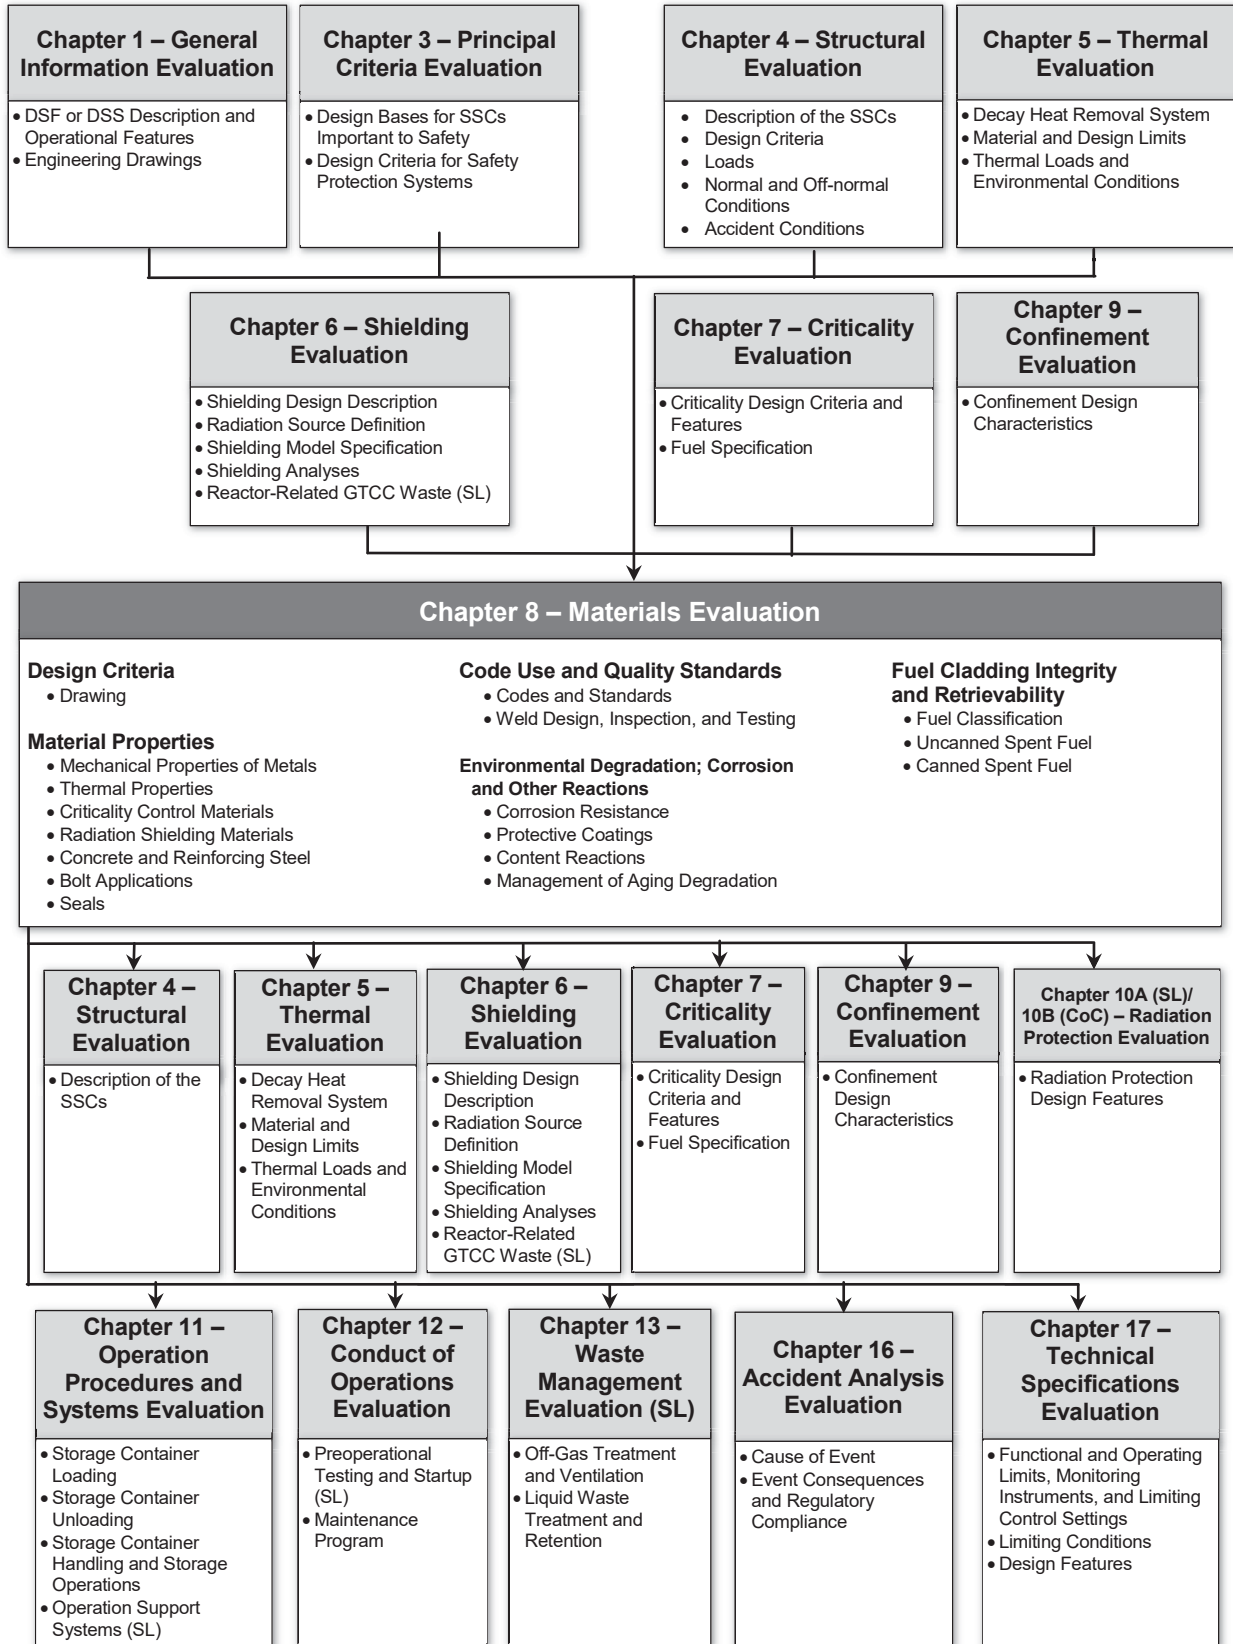 Chapter 1 – General
Information Evaluation
• DSF or DSS Description and
Operational Features
• Engineering Drawings
Chapter 3 – Principal
Criteria Evaluation
• Design Bases for SSCs
Important to Safety
• Design Criteria for Safety
Protection Systems
Chapter 4 – Structural
Evaluation
• Description of the SSCs
• Design Criteria
• Loads
• Normal and Off-normal
Conditions
• Accident Conditions
Chapter 5 – Thermal
Evaluation
• Decay Heat Removal System
• Material and Design Limits
• Thermal Loads and
Environmental Conditions
Chapter 6 – Shielding
Evaluation
• Shielding Design Description
• Radiation Source Definition
• Shielding Model Specification
• Shielding Analyses
• Reactor-Related GTCC Waste (SL)
Chapter 7 – Criticality
Evaluation
• Criticality Design Criteria and
Features
• Fuel Specification
Chapter 9 –
Confinement
Evaluation
• Confinement Design
Characteristics
Chapter 8 – Materials Evaluation
Design Criteria
• Drawing
Material Properties
• Mechanical Properties of Metals
• Thermal Properties
• Criticality Control Materials
• Radiation Shielding Materials
• Concrete and Reinforcing Steel
• Bolt Applications
• Seals
Code Use and Quality Standards
• Codes and Standards
• Weld Design, Inspection, and Testing
Environmental Degradation; Corrosion
and Other Reactions
• Corrosion Resistance
• Protective Coatings
• Content Reactions
• Management of Aging Degradation
Fuel Cladding Integrity
and Retrievability
• Fuel Classification
• Uncanned Spent Fuel
• Canned Spent Fuel
Chapter 4 –
Structural
Evaluation
• Description of the
SSCs
Chapter 5 –
Thermal
Evaluation
• Decay Heat
Removal System
• Material and
Design Limits
• Thermal Loads and
Environmental
Conditions
Chapter 6 –
Shielding
Evaluation
• Shielding Design
Description
• Radiation Source
Definition
• Shielding Model
Specification
• Shielding Analyses
• Reactor-Related
GTCC Waste (SL)
Chapter 7 –
Criticality
Evaluation
• Criticality Design
Criteria and
Features
• Fuel Specification
Chapter 9 –
Confinement
Evaluation
• Confinement
Design
Characteristics
Chapter 10A (SL)/
10B (CoC) – Radiation
Protection Evaluation
• Radiation Protection
Design Features
Chapter 11 –
Operation
Procedures and
Systems Evaluation
• Storage Container
Loading
• Storage Container
Unloading
• Storage Container
Handling and Storage
Operations
• Operation Support
Systems (SL)
Chapter 12 –
Conduct of
Operations
Evaluation
• Preoperational
Testing and Startup
(SL)
• Maintenance
Program
Chapter 13 –
Waste
Management
Evaluation (SL)
• Off-Gas Treatment
and Ventilation
• Liquid Waste
Treatment and
Retention
Chapter 16 –
Accident Analysis
Evaluation
• Cause of Event
• Event Consequences
and Regulatory
Compliance
Chapter 17 –
Technical
Specifications
Evaluation
• Functional and Operating
Limits, Monitoring
Instruments, and Limiting
Control Settings
• Limiting Conditions
• Design Features